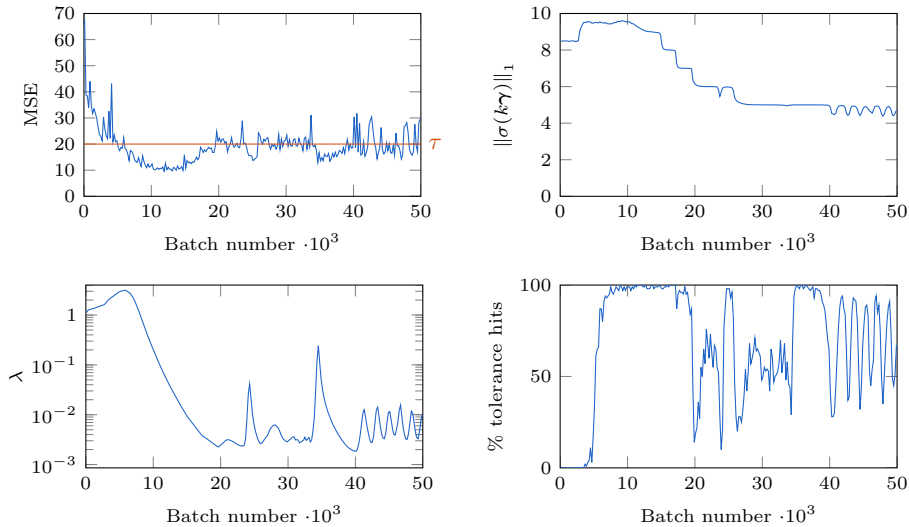 70
60
50
40
30
20
10
0
MSE
τ
0 10 20 30 40 50
Batch number ·10³
10
8
6
4
2
0
‖σ(kγ)‖₁
0 10 20 30 40 50
Batch number ·10³
1
10⁻¹
10⁻²
10⁻³
λ
0 10 20 30 40 50
Batch number ·10³
100
50
0
% tolerance hits
0 10 20 30 40 50
Batch number ·10³